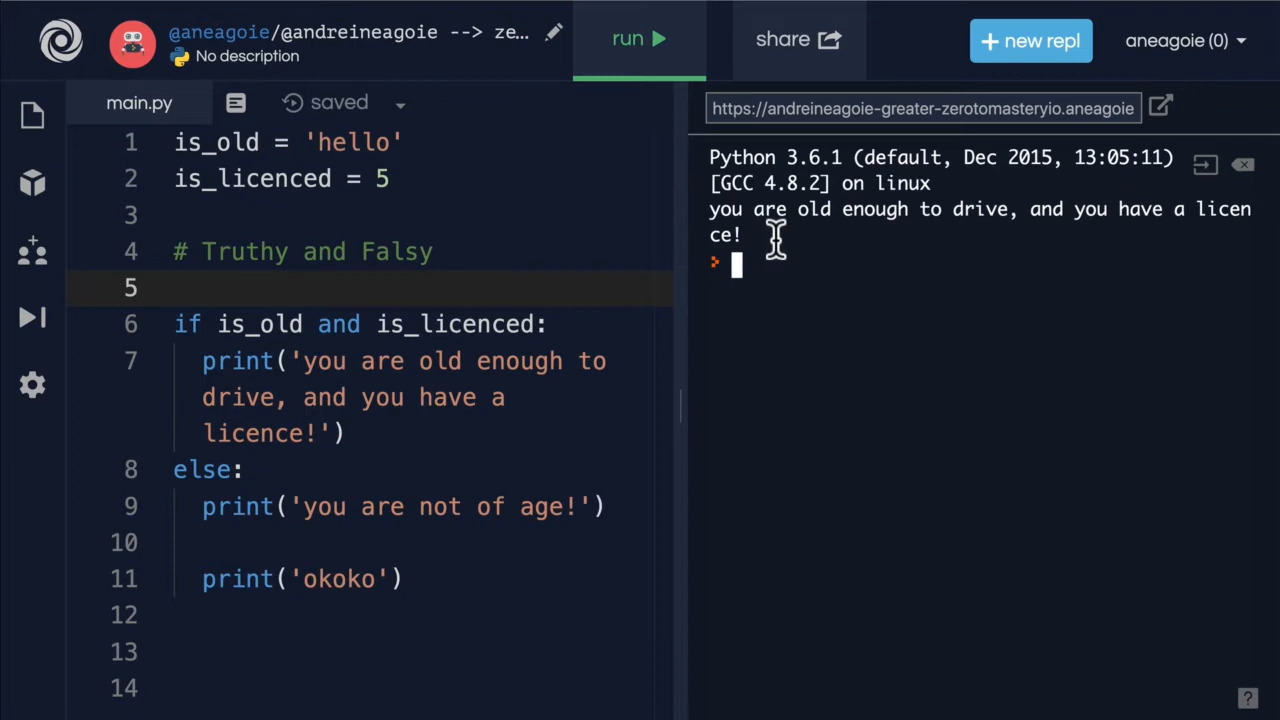 @aneagoie/@andreineagoie --> ze...
No description
run
share
+ new repl
aneagoie (0)
main.py
saved
1 is_old = 'hello'
2 is_licenced = 5
3
4 # Truthy and Falsy
5
6 if is_old and is_licenced:
7 print('you are old enough to
drive, and you have a
licence!')
8 else:
9 print('you are not of age!')
10
11 print('okoko')
12
13
14
https://andreineagoie-greater-zerotomasteryio.aneagoie
Python 3.6.1 (default, Dec 2015, 13:05:11)
[GCC 4.8.2] on linux
you are old enough to drive, and you have a licen
ce!
>
?